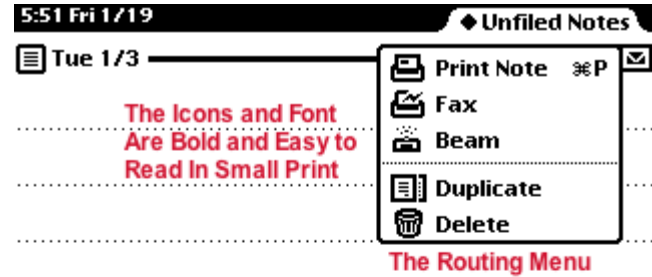 5:51 Fri 1/19
◆Unfiled Notes
Tue 1/3
Print Note ⌘P
Fax
Beam
Duplicate
Delete
The Icons and Font
Are Bold and Easy to
Read In Small Print
The Routing Menu